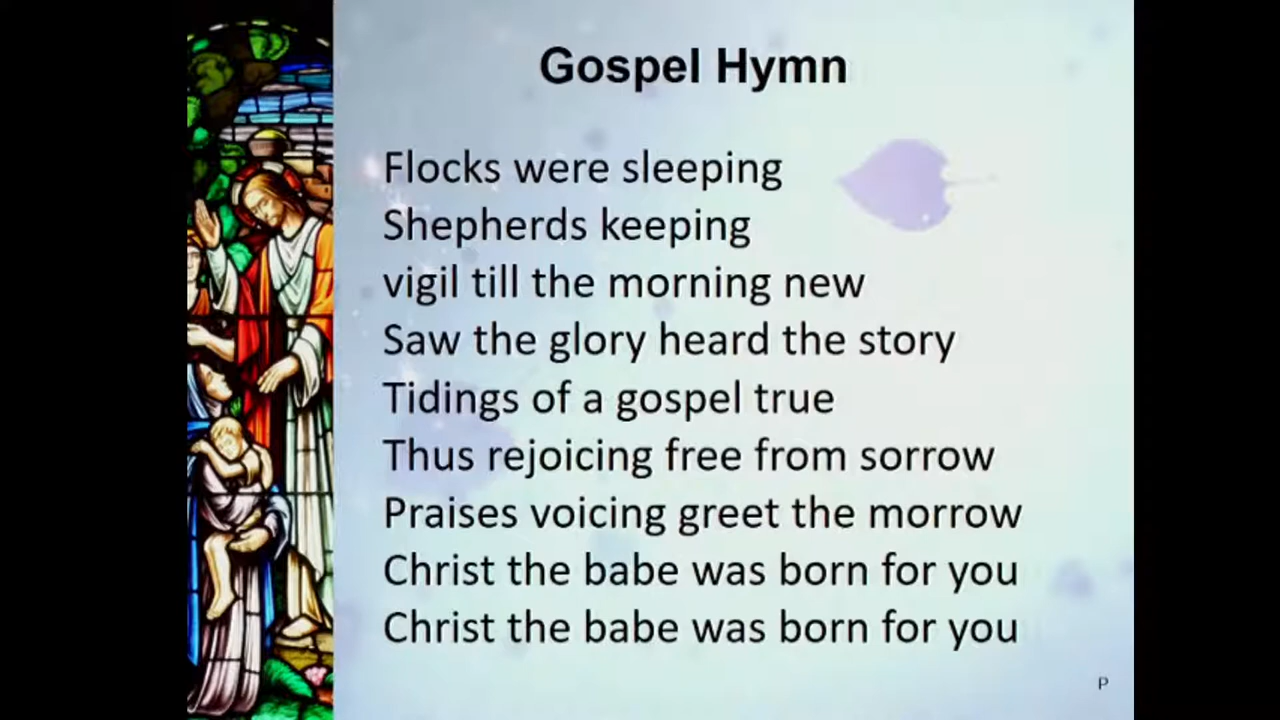 Gospel Hymn
Flocks were sleeping
Shepherds keeping
vigil till the morning new
Saw the glory heard the story
Tidings of a gospel true
Thus rejoicing free from sorrow
Praises voicing greet the morrow
Christ the babe was born for you
Christ the babe was born for you
P